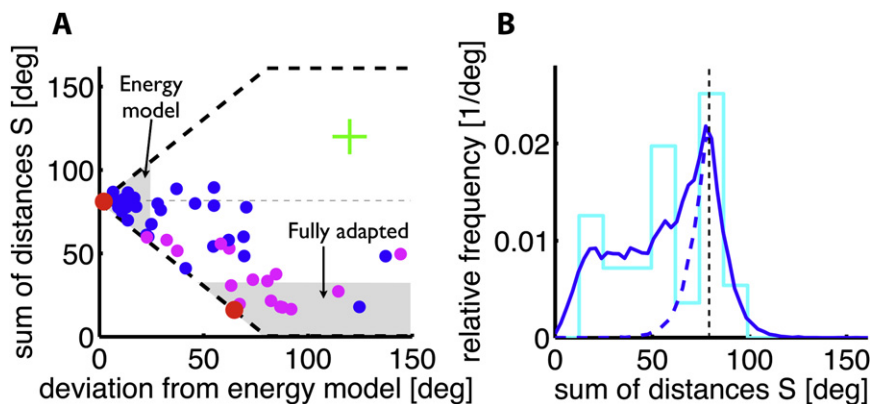 A
sum of distances S [deg]
150
100
50
0
Energy
model
Fully adapted
0
50
100
150
deviation from energy model [deg]
B
relative frequency [1/deg]
0.02
0.01
0
0
50
100
150
sum of distances S [deg]